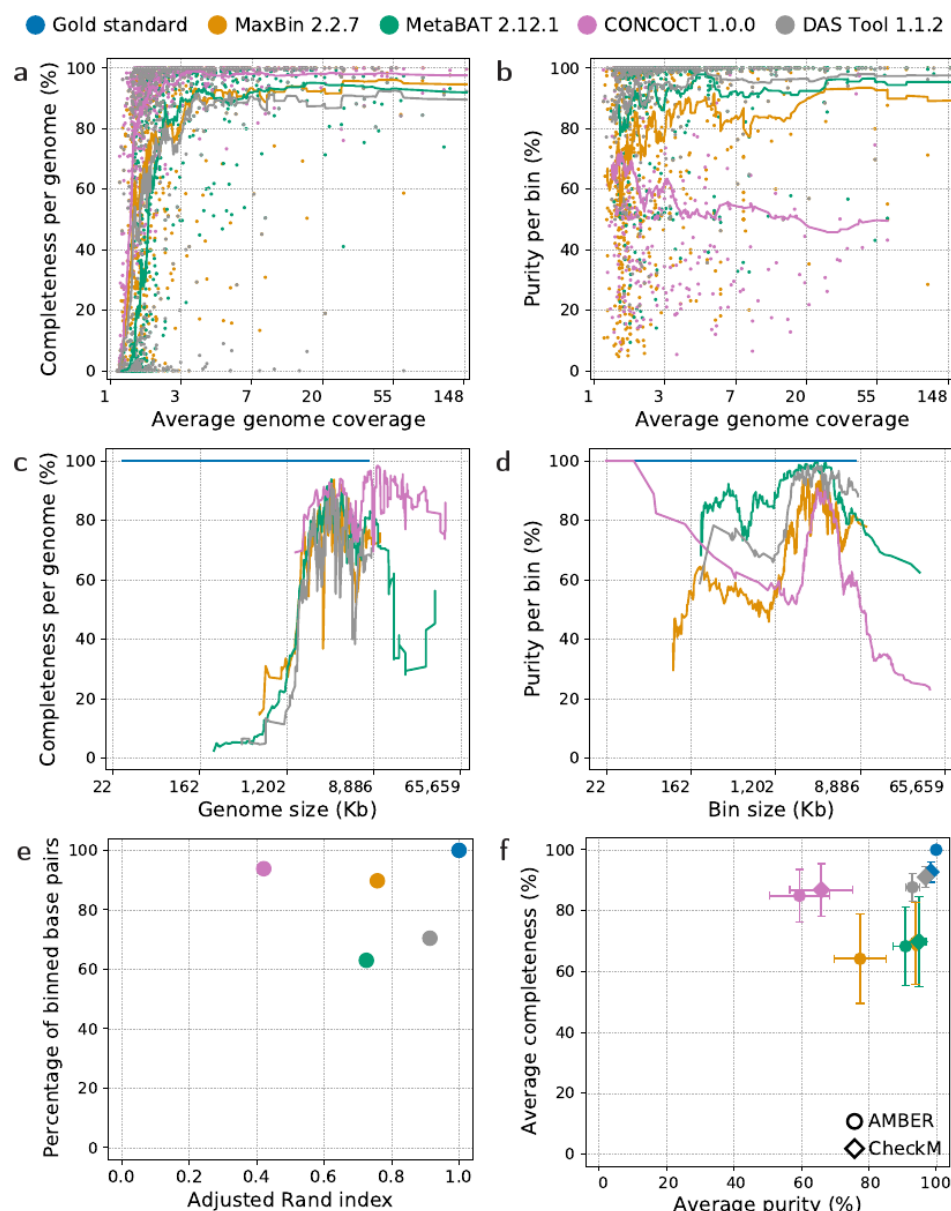 Gold standard MaxBin 2.2.7 MetaBAT 2.12.1 CONCOCT 1.0.0 DAS Tool 1.1.2
a
Completeness per genome (%)
100
80
60
40
20
0
1 3 7 20 55 148
Average genome coverage
b
Purity per bin (%)
100
80
60
40
20
0
1 3 7 20 55 148
Average genome coverage
c
Completeness per genome (%)
100
80
60
40
20
0
22 162 1,202 8,886 65,659
Genome size (Kb)
d
Purity per bin (%)
100
80
60
40
20
0
22 162 1,202 8,886 65,659
Bin size (Kb)
e
Percentage of binned base pairs
100
80
60
40
20
0
0.0 0.2 0.4 0.6 0.8 1.0
Adjusted Rand index
f
Average completeness (%)
100
80
60
40
20
0
AMBER
CheckM
0 20 40 60 80 100
Average purity (%)